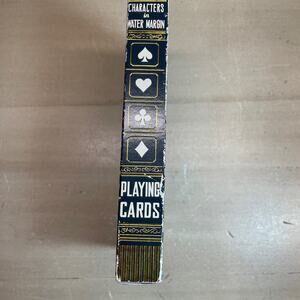 CHARACTERS
in
WATER MARGIN
PLAYING
CARDS